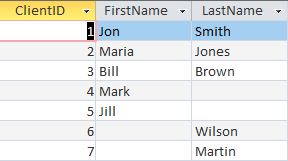 ClientID FirstName LastName
1 Jon Smith
2 Maria Jones
3 Bill Brown
4 Mark
5 Jill
6 Wilson
7 Martin